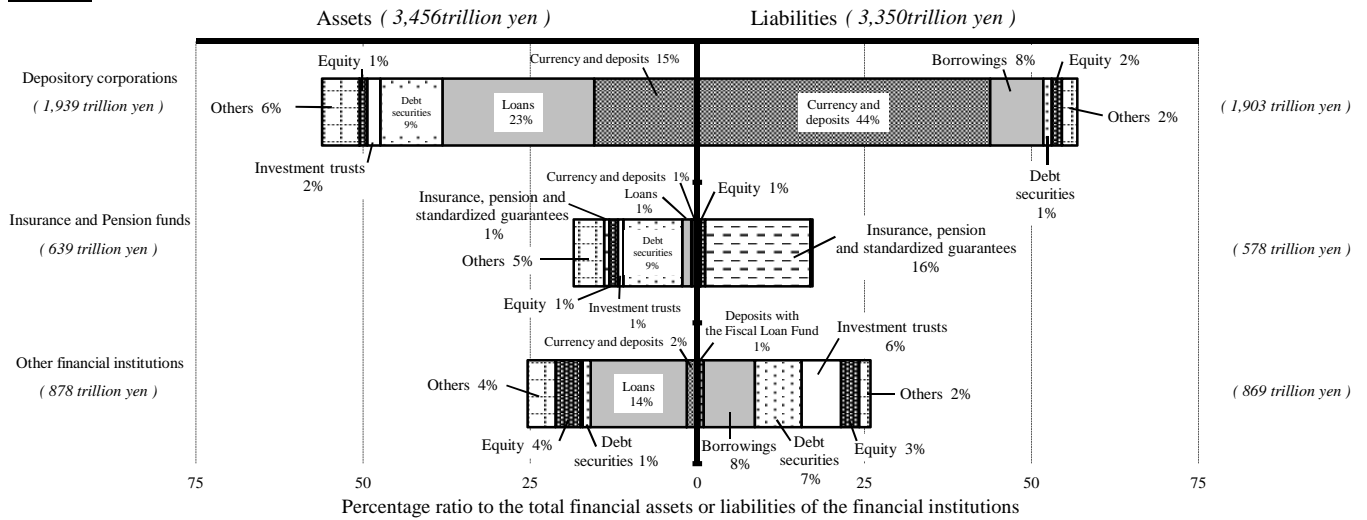 Assets ( 3,456trillion yen )
Liabilities ( 3,350trillion yen )
Depository corporations
( 1,939 trillion yen )
Others 6%
Equity 1%
Investment trusts
2%
Debt
securities
9%
Loans
23%
Currency and deposits 15%
Currency and
deposits 44%
Borrowings 8%
Debt
securities
1%
Equity 2%
Others 2%
( 1,903 trillion yen )
Insurance and Pension funds
( 639 trillion yen )
Others 5%
Insurance, pension and
standardized guarantees
1%
Equity 1%
Investment trusts
1%
Debt
securities
9%
Loans
1%
Currency and deposits 1%
Equity 1%
Insurance, pension
and standardized guarantees
16%
( 578 trillion yen )
Other financial institutions
( 878 trillion yen )
Others 4%
Equity 4%
Debt
securities 1%
Loans
14%
Currency and deposits 2%
Deposits with
the Fiscal Loan Fund
1%
Borrowings
8%
Debt
securities
7%
Investment trusts
6%
Equity 3%
Others 2%
( 869 trillion yen )
75 50 25 0 25 50 75
Percentage ratio to the total financial assets or liabilities of the financial institutions